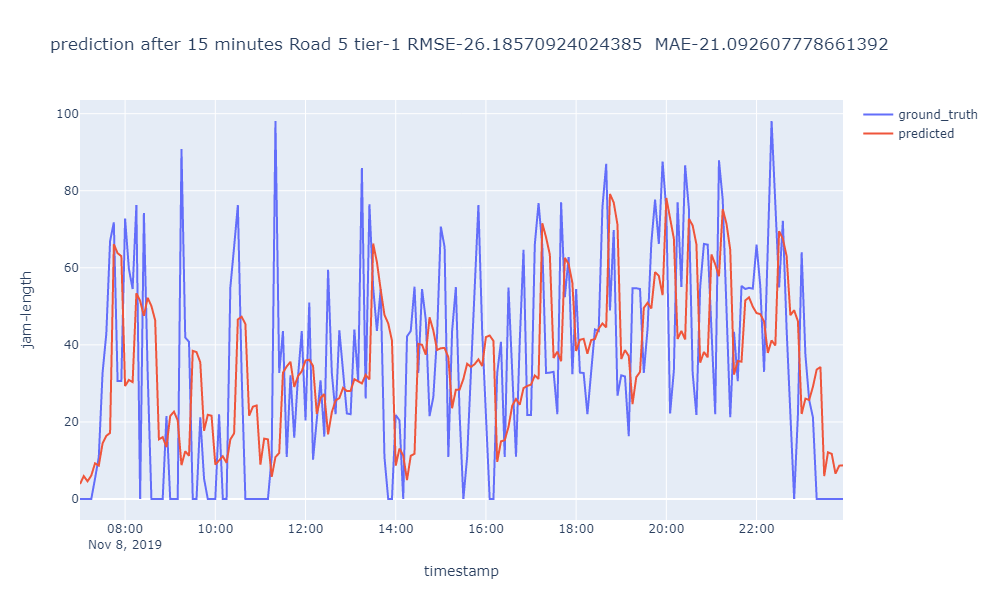 prediction after 15 minutes Road 5 tier-1 RMSE-26.18570924024385  MAE-21.092607778661392
ground_truth
predicted
100
80
60
40
20
0
jam-length
08:00 10:00 12:00 14:00 16:00 18:00 20:00 22:00
Nov 8, 2019
timestamp